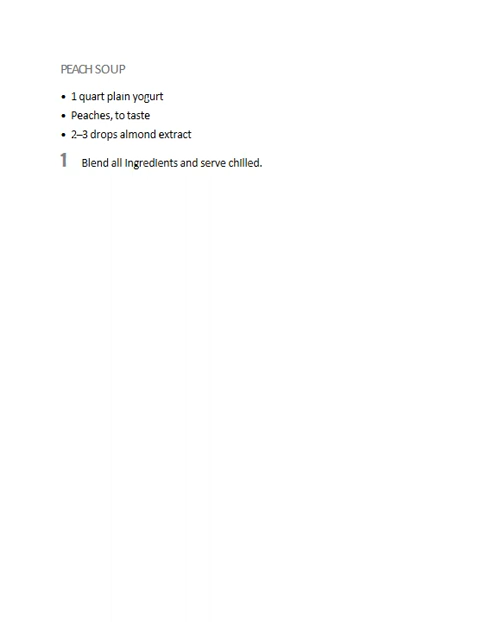 PEACH SOUP
• 1 quart plain yogurt
• Peaches, to taste
• 2–3 drops almond extract
1 Blend all ingredients and serve chilled.